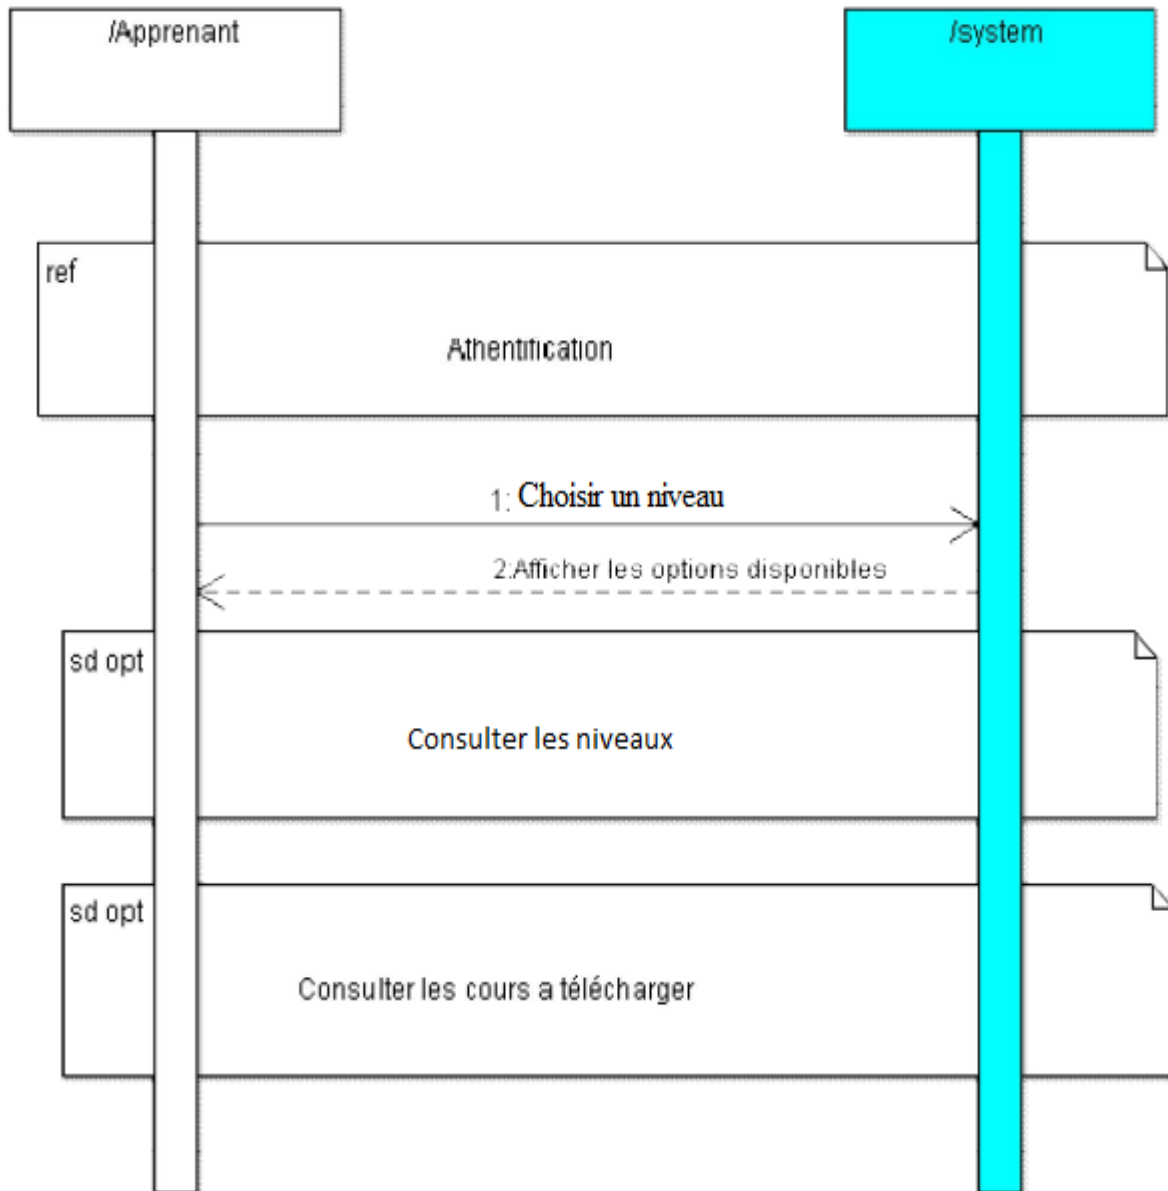 /Apprenant
/system
ref
Athentification
1: Choisir un niveau
2:Afficher les options disponibles
sd opt
Consulter les niveaux
sd opt
Consulter les cours a télécharger